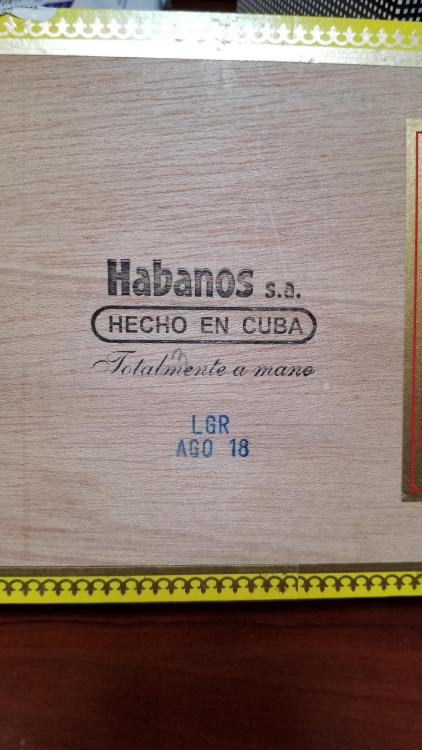 Habanos s.a.
HECHO EN CUBA
Totalmente a mano
LGR
AGO 18